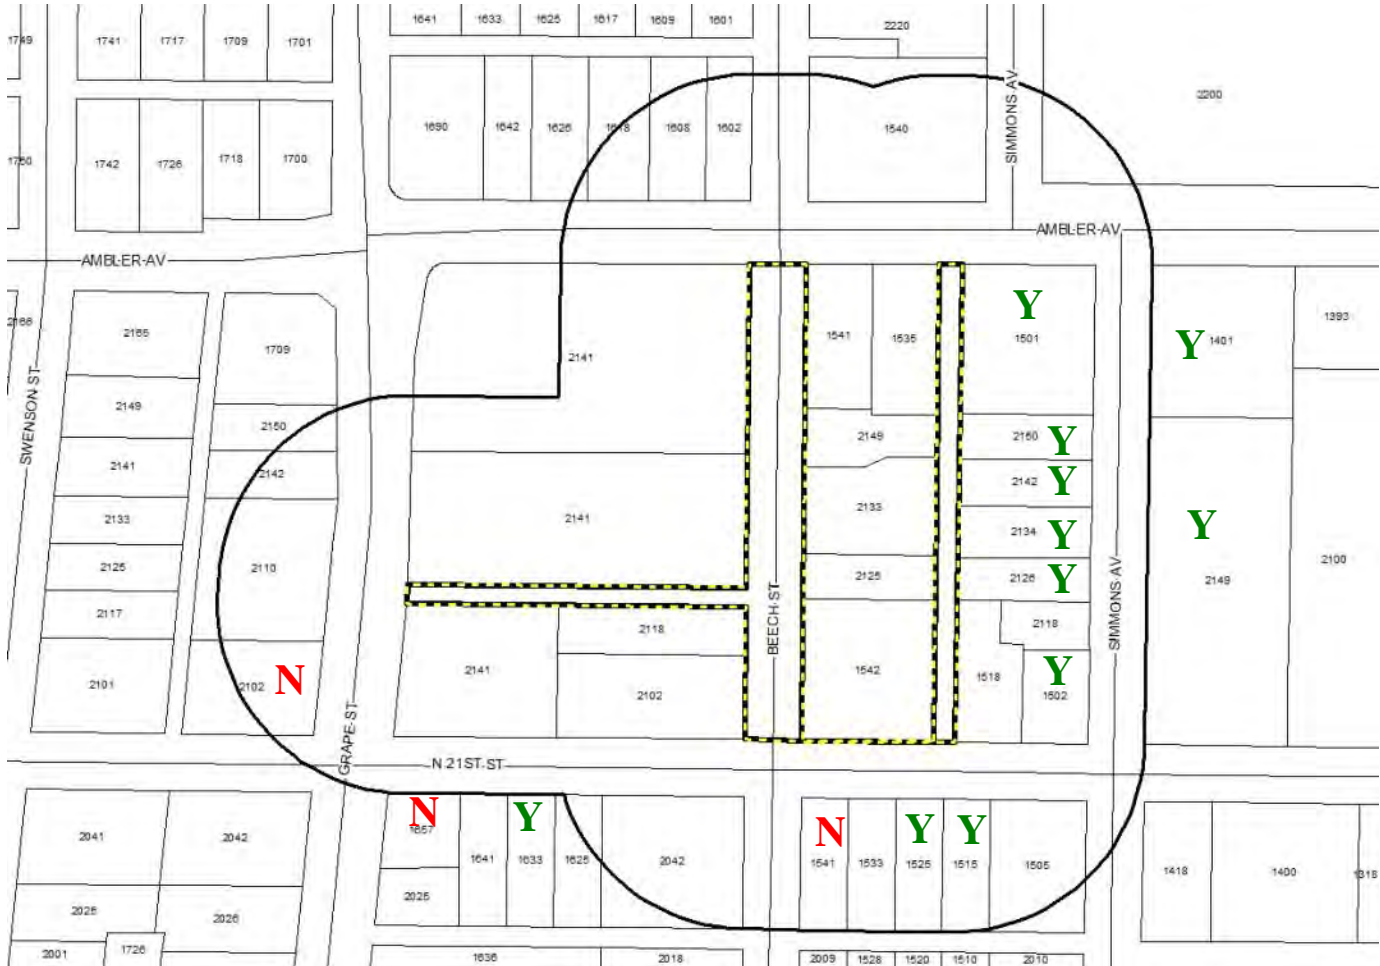 1641 1633 1625 1617 1609 1601
2220
1749 1741 1717 1709 1701
SIMMONS AV
2200
1690 1642 1626 1618 1608 1602 1540
1750 1742 1726 1718 1700
AMBLER AV
AMBLER AV
2166 2165 1709
Y
1501
1541 1535
Y 1401
1393
2141
SWENSON ST
2149 2150
2149 2150 Y
2141 2142
2142 Y
2133
2141
2133
2134 Y
Y
2149
2125 2110
2125
2126 Y
2100
2117
2118
BEECH ST
2118
SIMMONS AV
2101 2102 N
2141
2102
1542
1518
Y
1502
GRAPE ST
N 21ST ST
N
1657
Y
N
Y
Y
2041 2042
1641 1633 1625 2042
1541 1533 1525 1515 1505
1418 1400 1318
2025 2026 2025
2001 1726
1636 2018
2009 1528 1520 1510 2010